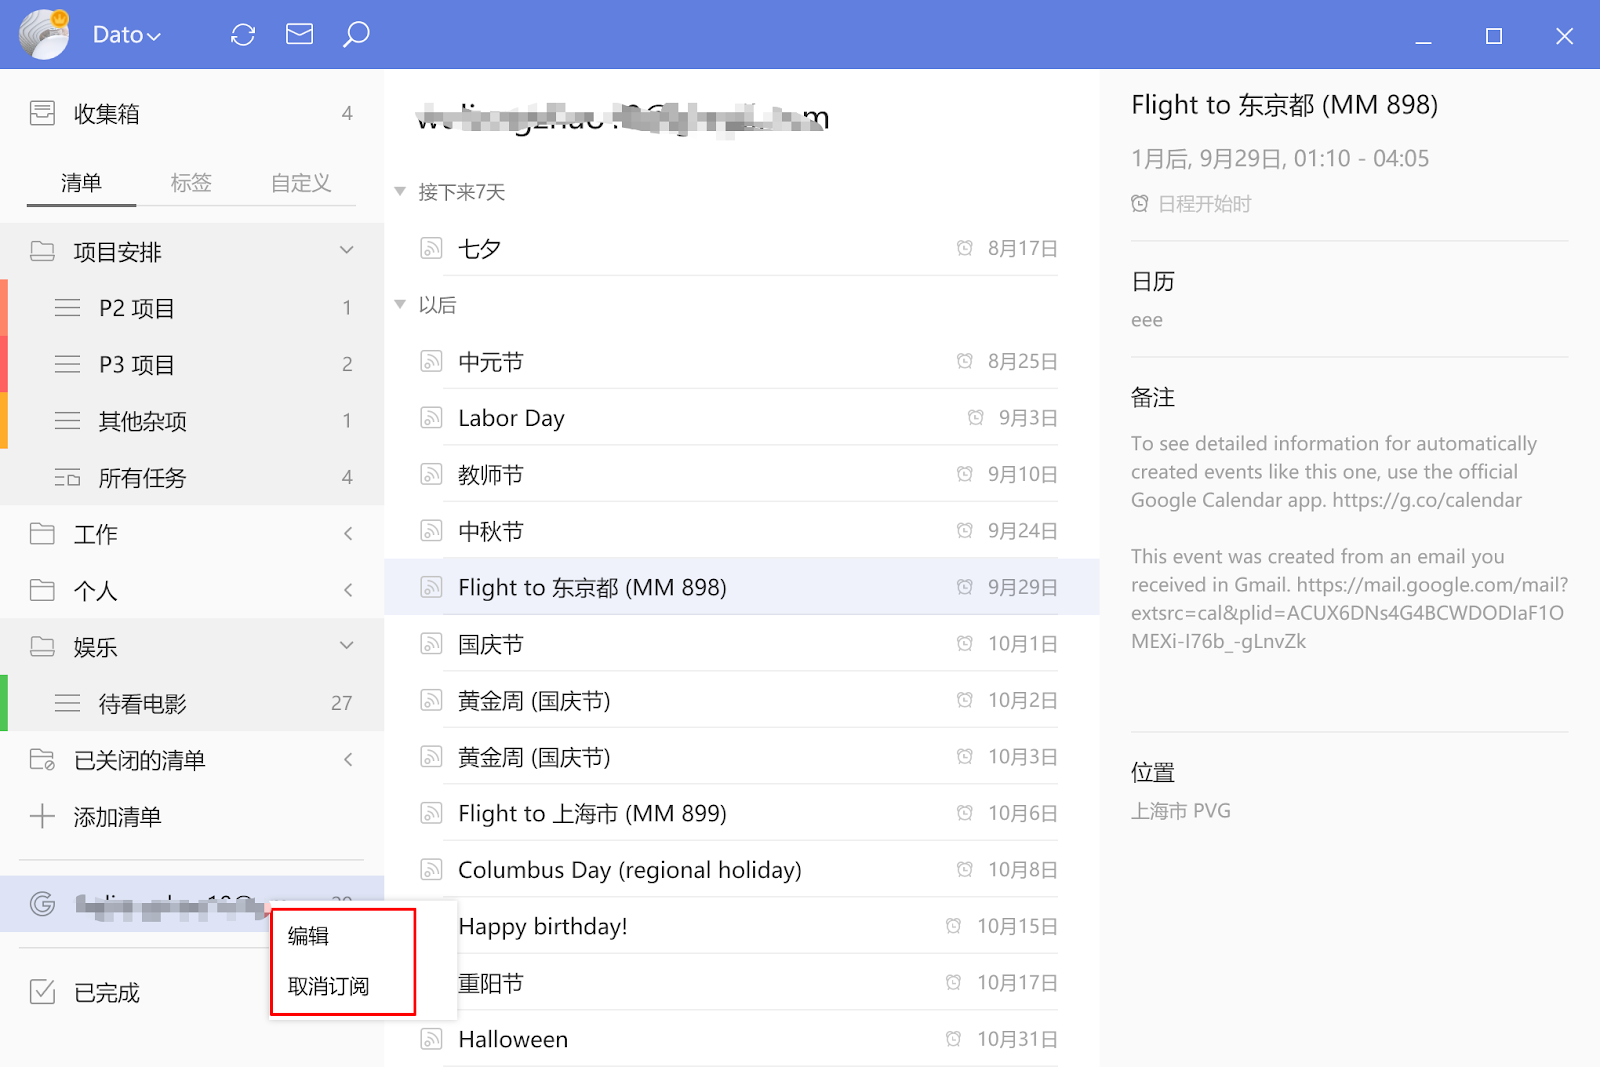 Dato
收集箱 4
清单 标签 自定义
项目安排
P2 项目 1
P3 项目 2
其他杂项 1
所有任务 4
工作
个人
娱乐
待看电影 27
已关闭的清单
添加清单
编辑
取消订阅
已完成
接下来7天
七夕 8月17日
以后
中元节 8月25日
Labor Day 9月3日
教师节 9月10日
中秋节 9月24日
Flight to 东京都 (MM 898) 9月29日
国庆节 10月1日
黄金周 (国庆节) 10月2日
黄金周 (国庆节) 10月3日
Flight to 上海市 (MM 899) 10月6日
Columbus Day (regional holiday) 10月8日
Happy birthday! 10月15日
重阳节 10月17日
Halloween 10月31日
Flight to 东京都 (MM 898)
1月后, 9月29日, 01:10 - 04:05
日程开始时
日历
eee
备注
To see detailed information for automatically
created events like this one, use the official
Google Calendar app. https://g.co/calendar
This event was created from an email you
received in Gmail. https://mail.google.com/mail?
extsrc=cal&plid=ACUX6DNs4G4BCWDODIaF1O
MEXi-I76b_-gLnvZk
位置
上海市 PVG